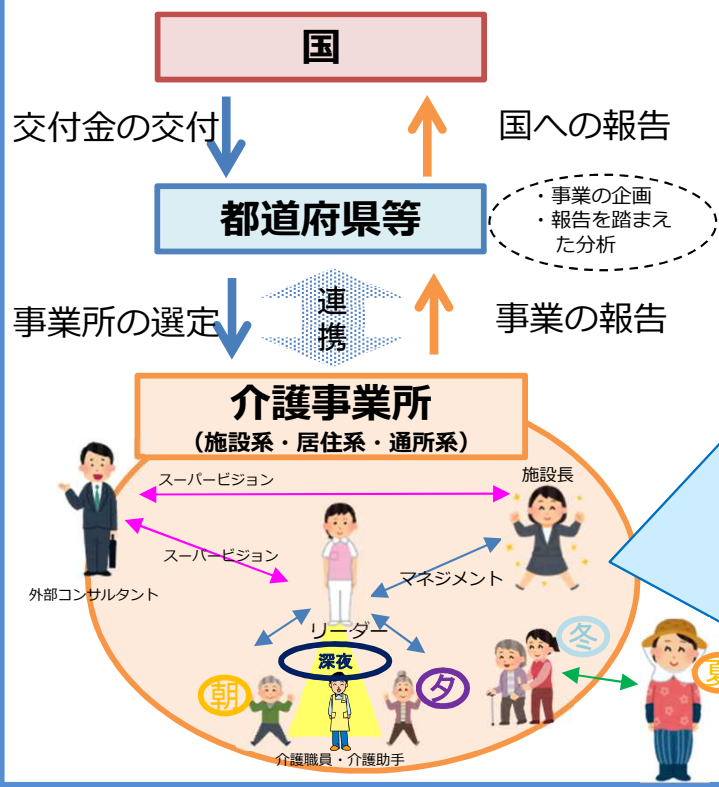 国
交付金の交付
国への報告
都道府県等
・事業の企画
・報告を踏まえ
た分析
事業所の選定
連
携
事業の報告
介護事業所
（施設系・居住系・通所系）
スーパービジョン
施設長
スーパービジョン
マネジメント
外部コンサルタント
リーダー
深夜
冬
朝
夕
夏
介護職員・介護助手